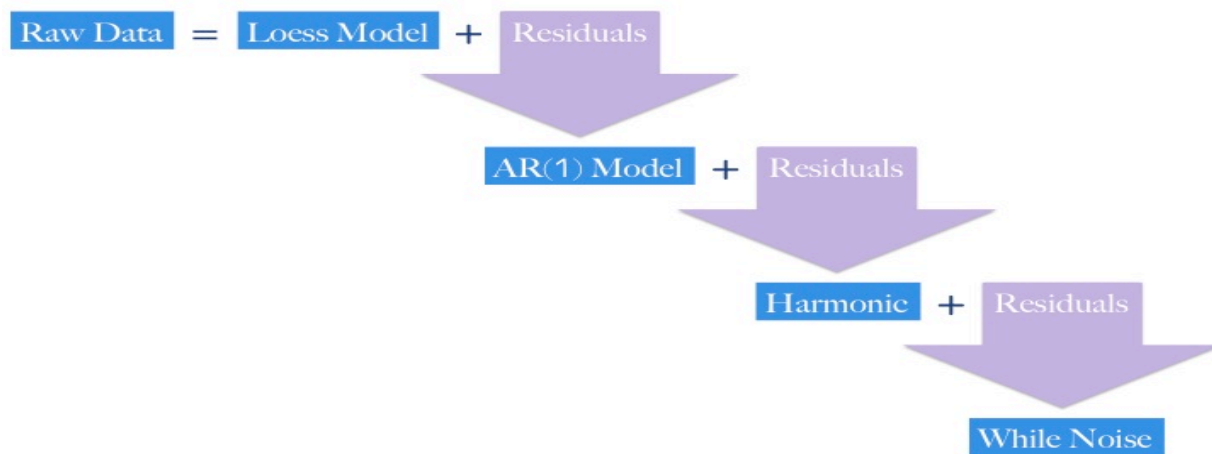 Raw Data = Loess Model + Residuals
AR(1) Model + Residuals
Harmonic + Residuals
While Noise